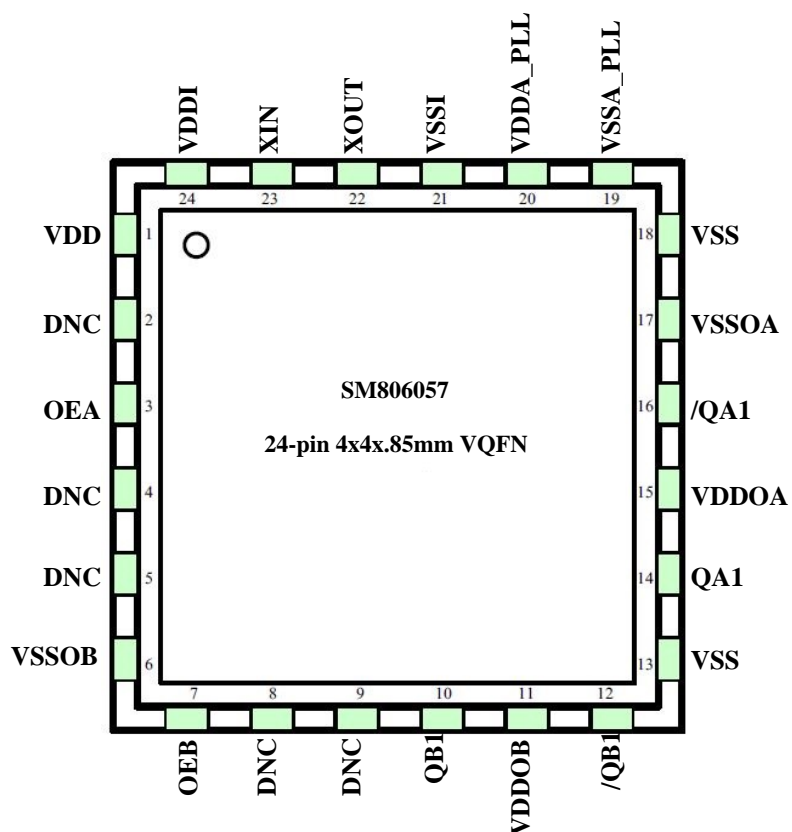 VDDI
XIN
XOUT
VSSI
VDDA_PLL
VSSA_PLL
24
23
22
21
20
19
VDD
1
18
VSS
DNC
2
17
VSSOA
OEA
3
16
/QA1
SM806057
24-pin 4x4x.85mm VQFN
DNC
4
15
VDDOA
DNC
5
14
QA1
VSSOB
6
13
VSS
7
8
9
10
11
12
OEB
DNC
DNC
QB1
VDDOB
/QB1